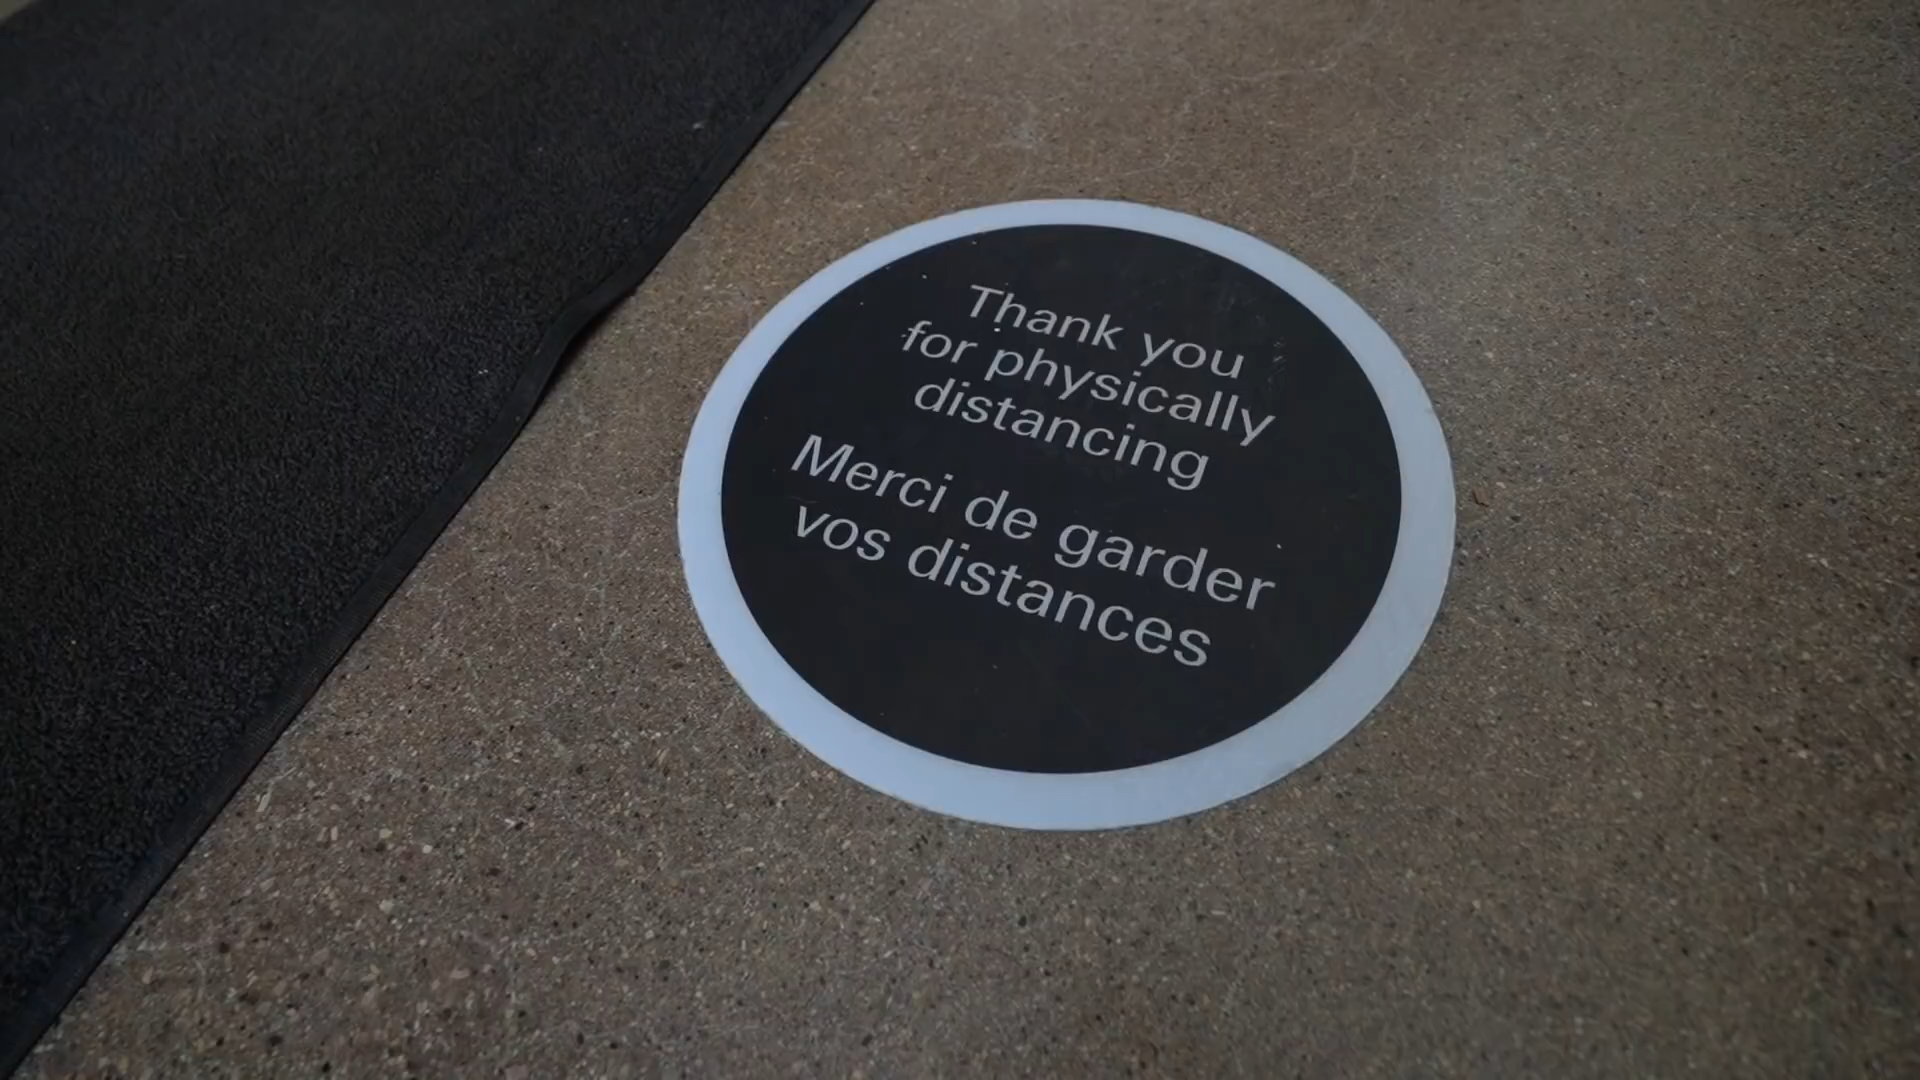 Thank you
for physically
distancing
Merci de garder
vos distances